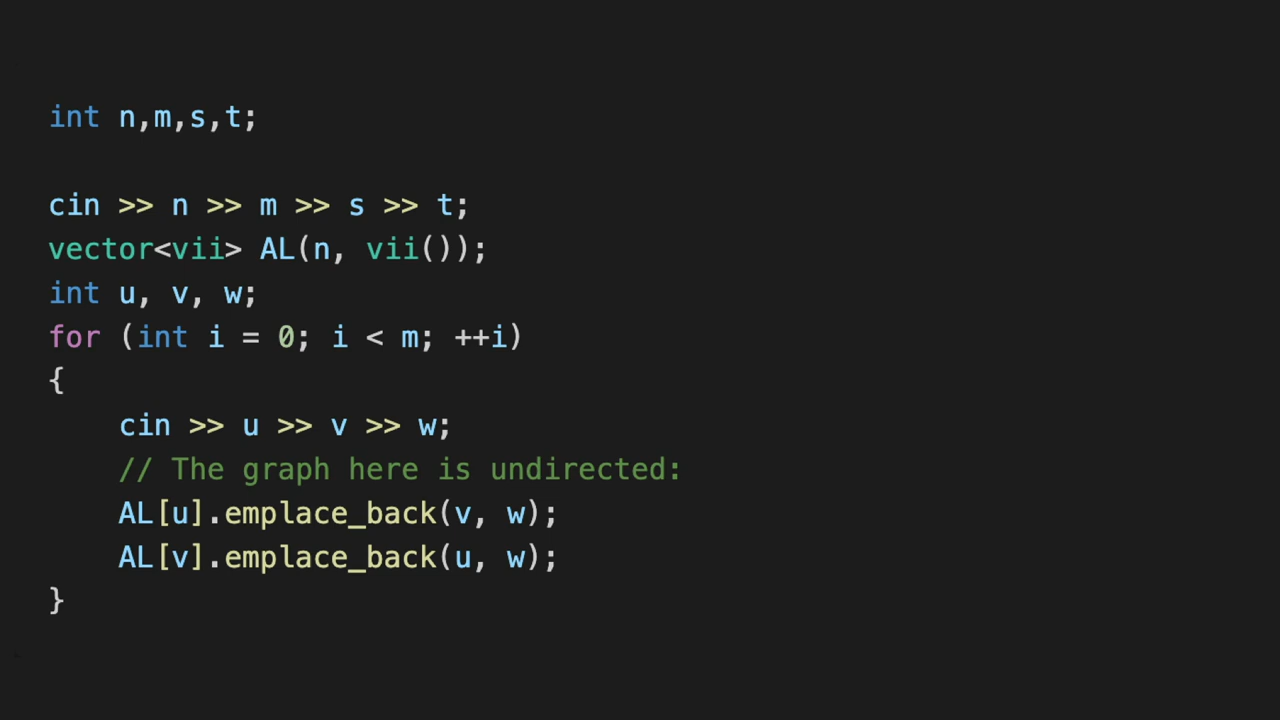 int n,m,s,t;
cin >> n >> m >> s >> t;
vector<vii> AL(n, vii());
int u, v, w;
for (int i = 0; i < m; ++i)
{
    cin >> u >> v >> w;
    // The graph here is undirected:
    AL[u].emplace_back(v, w);
    AL[v].emplace_back(u, w);
}